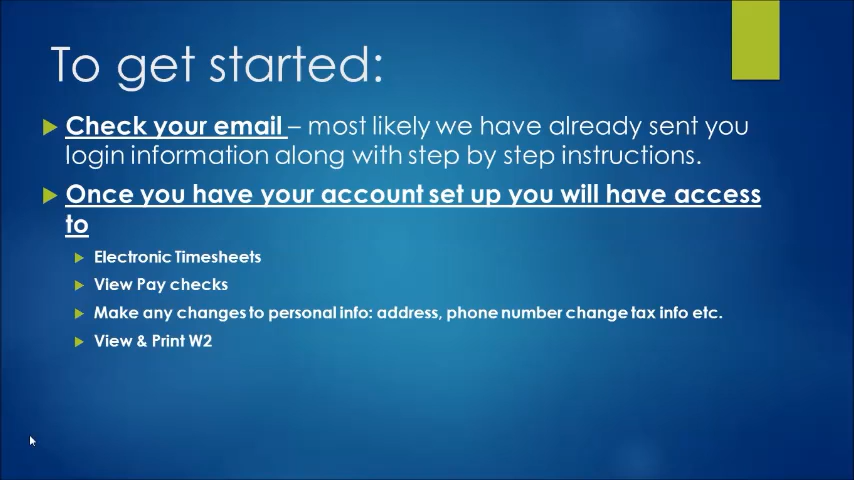 To get started:
Check your email – most likely we have already sent you
login information along with step by step instructions.
Once you have your account set up you will have access
to
Electronic Timesheets
View Pay checks
Make any changes to personal info: address, phone number change tax info etc.
View & Print W2